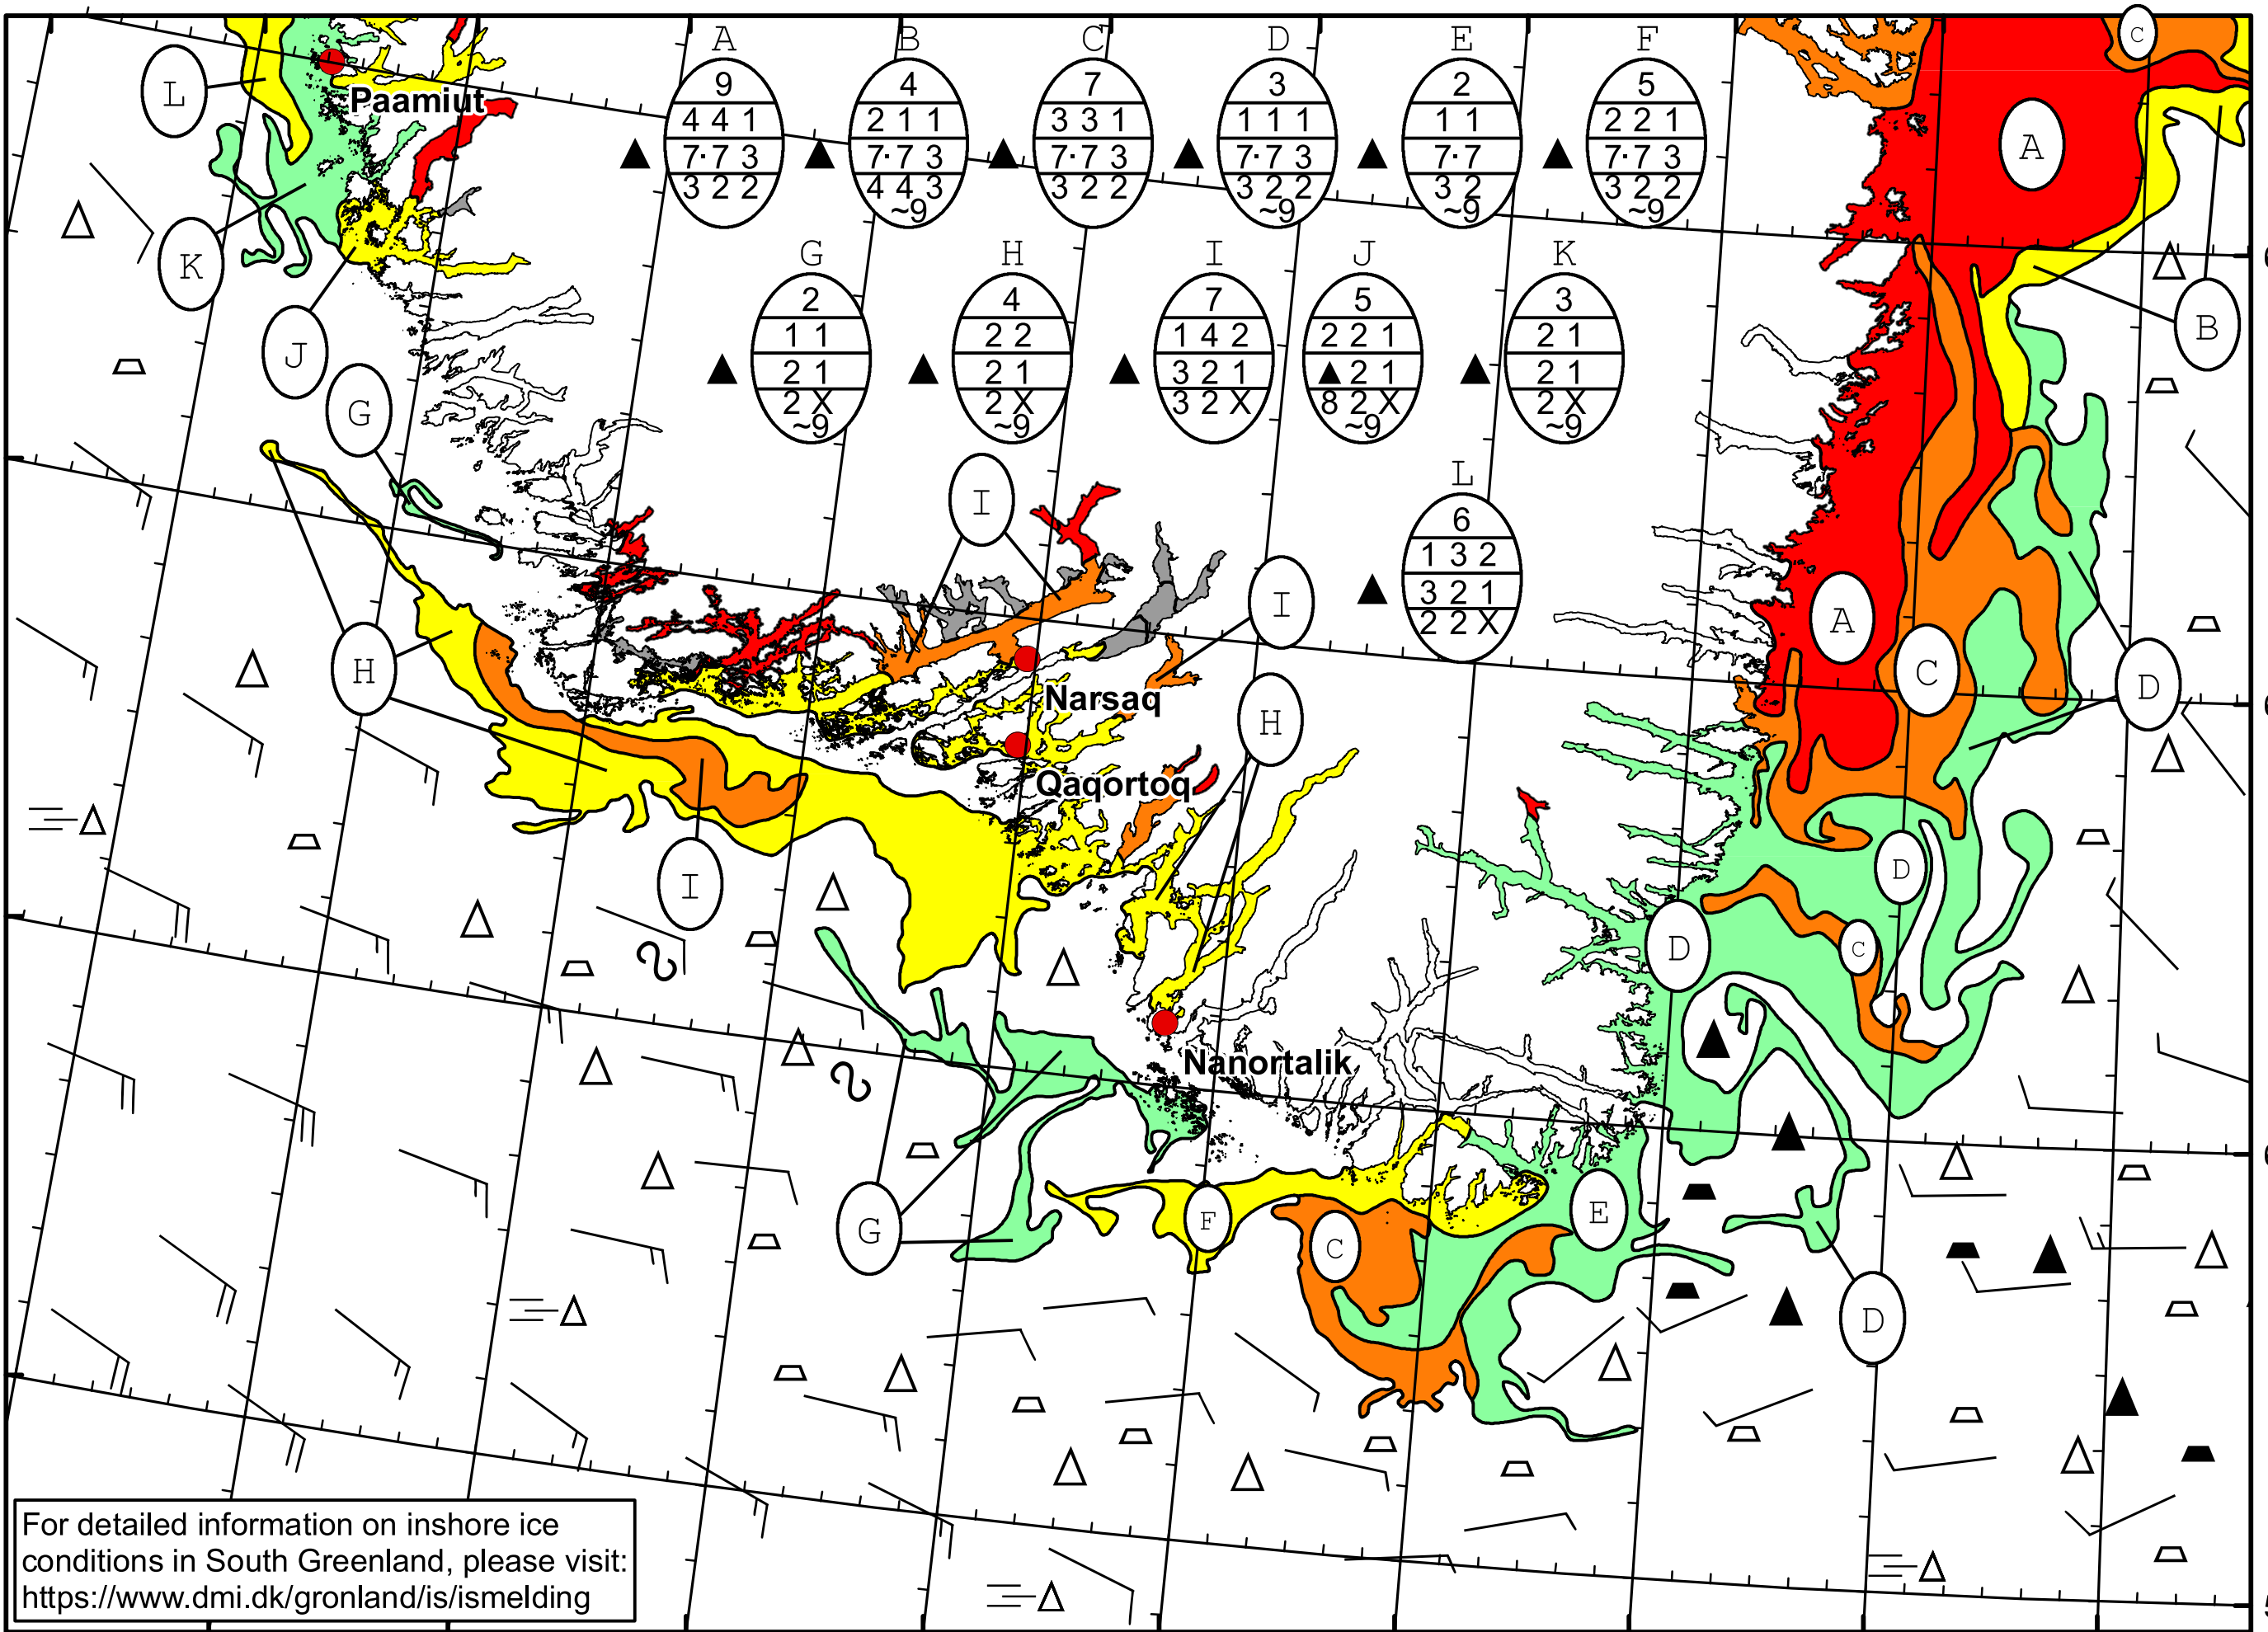 C
A B C D E F
9 4 7 3 2 5
4 4 1 2 1 1 3 3 1 1 1 1 1 1 2 2 1
7·7 3 7·7 3 7·7 3 7·7 3 7·7 7·7 3
3 2 2 4 4 3 3 2 2 3 2 2 3 2 3 2 2
~9 ~9 ~9 ~9
L
Paamiut
A
K
G H I J K
2 4 7 5 3
1 1 2 2 1 4 2 2 2 1 2 1
2 1 2 1 3 2 1 ▲ 2 1 2 1
2 X 2 X 3 2 X 8 2 X 2 X
~9 ~9 ~9 ~9
B
J
G
I
L
6
1 3 2
3 2 1
2 2 X
I
A
H
C
D
Narsaq
H
Qaqortoq
I
D
D
C
Nanortalik
G
F
E
C
D
For detailed information on inshore ice
conditions in South Greenland, please visit:
https://www.dmi.dk/gronland/is/ismelding